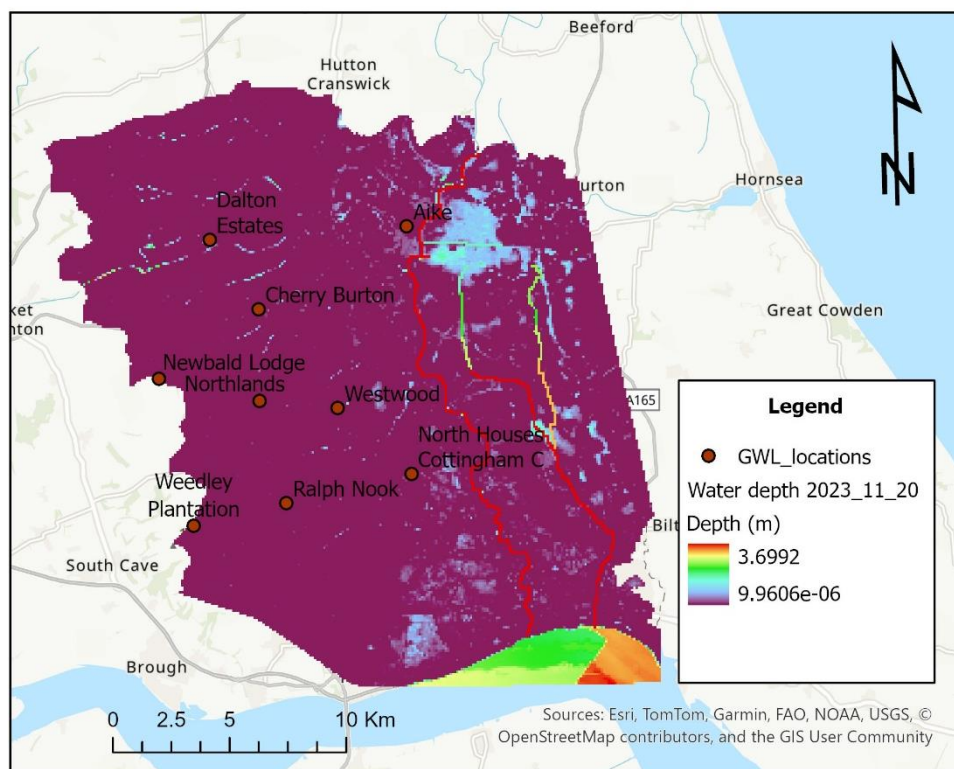 Beeford
Hutton
Cranswick
N
urton
Hornsea
Dalton
Estates
Aike
Cherry Burton
Great Cowden
ket
nton
Newbald Lodge
Northlands
Westwood
A165
North Houses
Cottingham C
Weedley
Plantation
Ralph Nook
Bilt
South Cave
Brough
Legend
GWL_locations
Water depth 2023_11_20
Depth (m)
3.6992
9.9606e-06
0 2.5 5 10 Km
Sources: Esri, TomTom, Garmin, FAO, NOAA, USGS, ©
OpenStreetMap contributors, and the GIS User Community